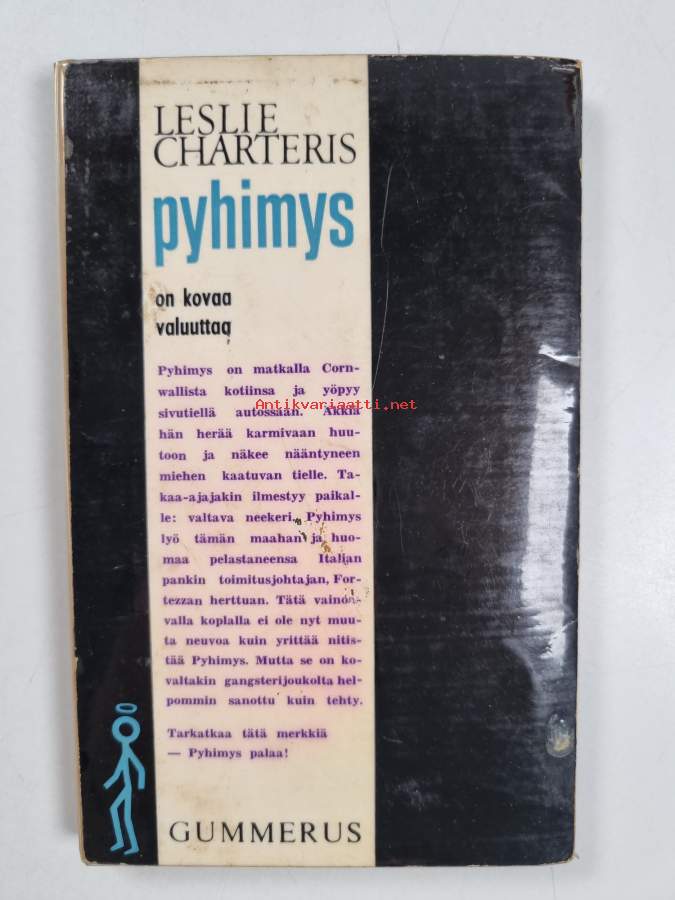 LESLIE
CHARTERIS
pyhimys
on kovaa
valuuttaa
Pyhimys on matkalla Corn-
wallista kotiinsa ja yöpyy
sivutiellä autossaan. Äkkiä
Antikvariaatti.net
hän herää karmivaan huu-
toon ja näkee nääntyneen
miehen kaatuvan tielle. Ta-
kaa-ajajakin ilmestyy paikal-
le: valtava neekeri. Pyhimys
lyö tämän maahan ja huo-
maa pelastaneensa Italian
pankin toimitusjohtajan, For-
tezzan herttuan. Tätä vainon-
valla koplalla ei ole nyt muu-
ta neuvoa kuin yrittää nitis-
tää Pyhimys. Mutta se on ko-
valtakin gangsterijoukolta hel-
pommin sanottu kuin tehty.
Tarkatkaa tätä merkkiä
— Pyhimys palaa!
GUMMERUS